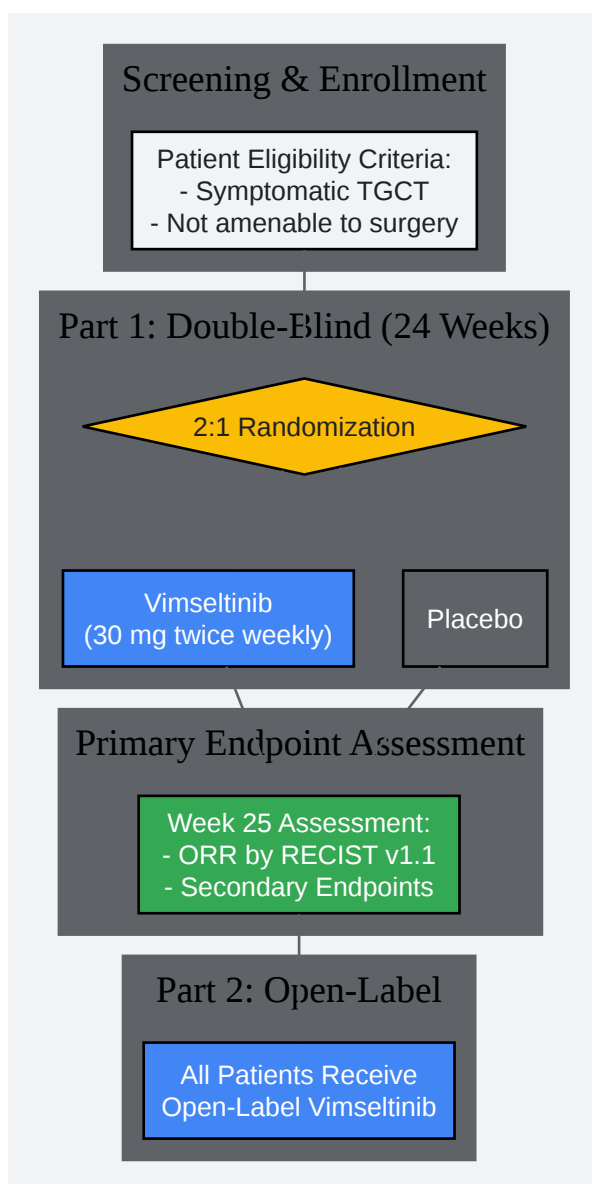 Screening & Enrollment
Patient Eligibility Criteria:
- Symptomatic TGCT
- Not amenable to surgery
Part 1: Double-Blind (24 Weeks)
2:1 Randomization
Vimseltinib
(30 mg twice weekly)
Placebo
Primary Endpoint Assessment
Week 25 Assessment:
- ORR by RECIST v1.1
- Secondary Endpoints
Part 2: Open-Label
All Patients Receive
Open-Label Vimseltinib